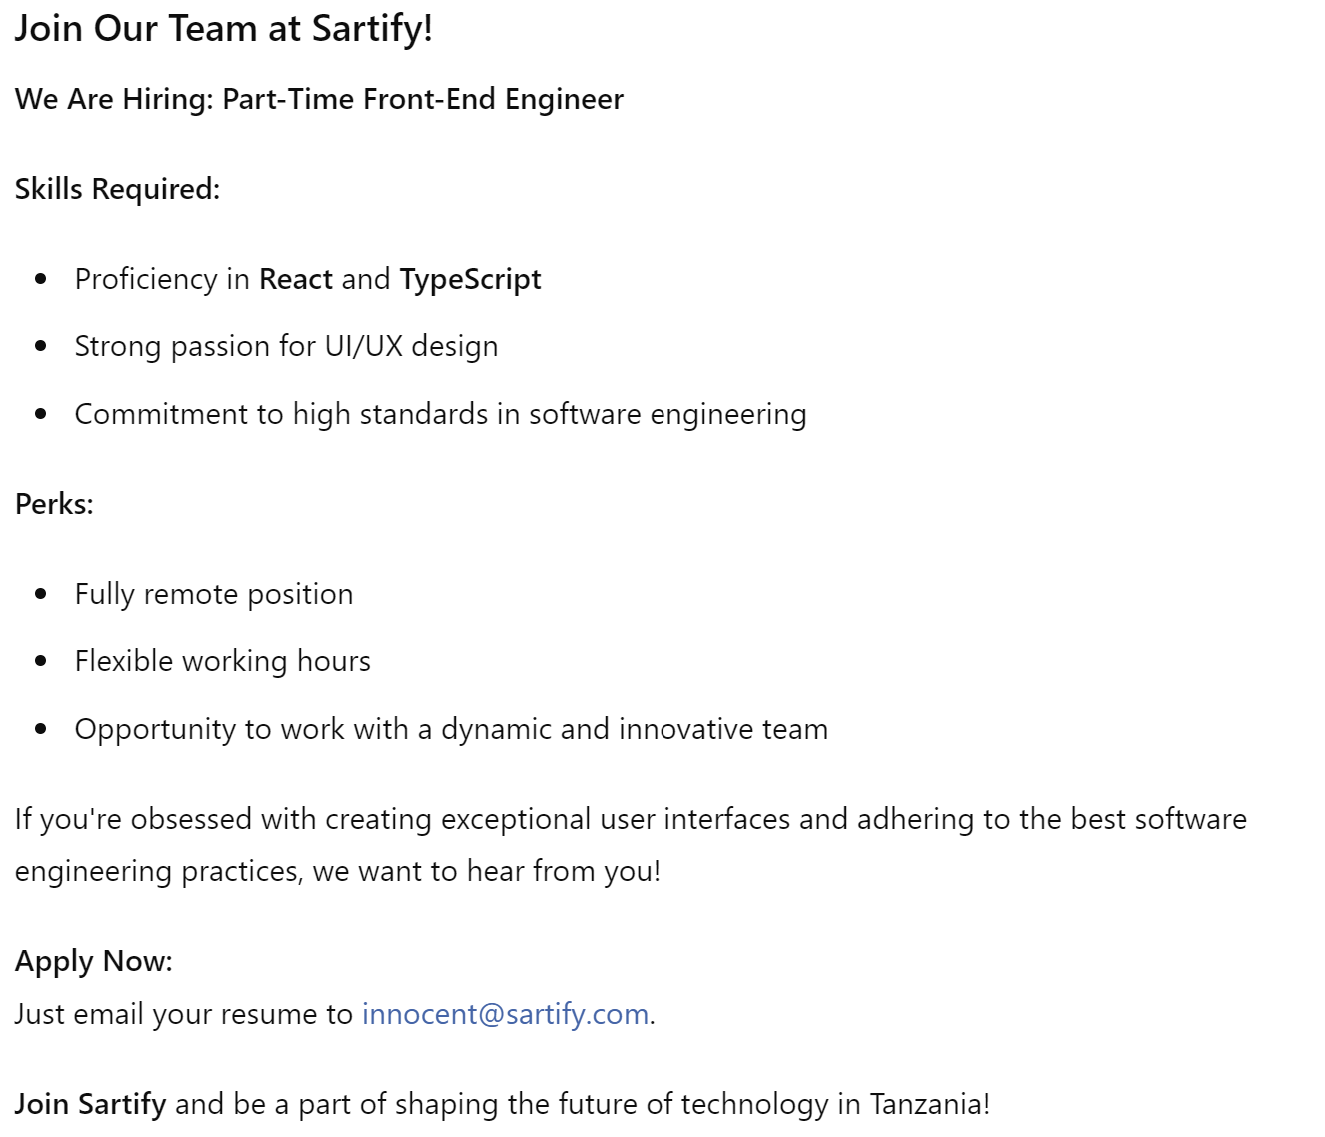 Join Our Team at Sartify!
We Are Hiring: Part-Time Front-End Engineer
Skills Required:
• Proficiency in React and TypeScript
• Strong passion for UI/UX design
• Commitment to high standards in software engineering
Perks:
• Fully remote position
• Flexible working hours
• Opportunity to work with a dynamic and innovative team
If you're obsessed with creating exceptional user interfaces and adhering to the best software
engineering practices, we want to hear from you!
Apply Now:
Just email your resume to innocent@sartify.com.
Join Sartify and be a part of shaping the future of technology in Tanzania!